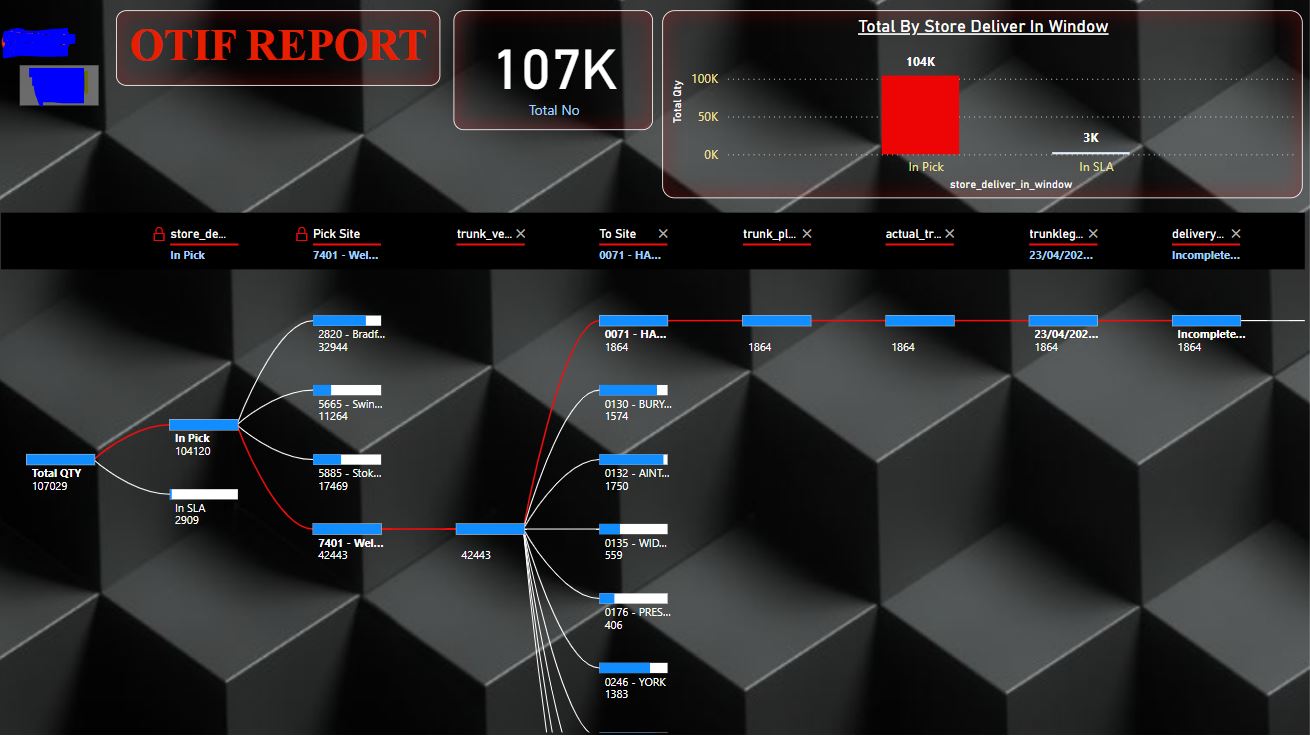 OTIF REPORT
107K
Total No
Total By Store Deliver In Window
Total Qty
100K
50K
0K
104K
3K
In Pick
In SLA
store_deliver_in_window
store_de...
In Pick
Pick Site
7401 - Wel...
trunk_ve...
To Site
0071 - HA...
trunk_pl...
actual_tr...
trunkleg...
23/04/202...
delivery...
Incomplete...
Total QTY
107029
In Pick
104120
In SLA
2909
2820 - Bradf...
32944
5665 - Swin...
11264
5885 - Stok...
17469
7401 - Wel...
42443
42443
0071 - HA...
1864
0130 - BURY...
1574
0132 - AINT...
1750
0135 - WID...
559
0176 - PRES...
406
0246 - YORK
1383
1864
1864
23/04/202...
1864
Incomplete...
1864